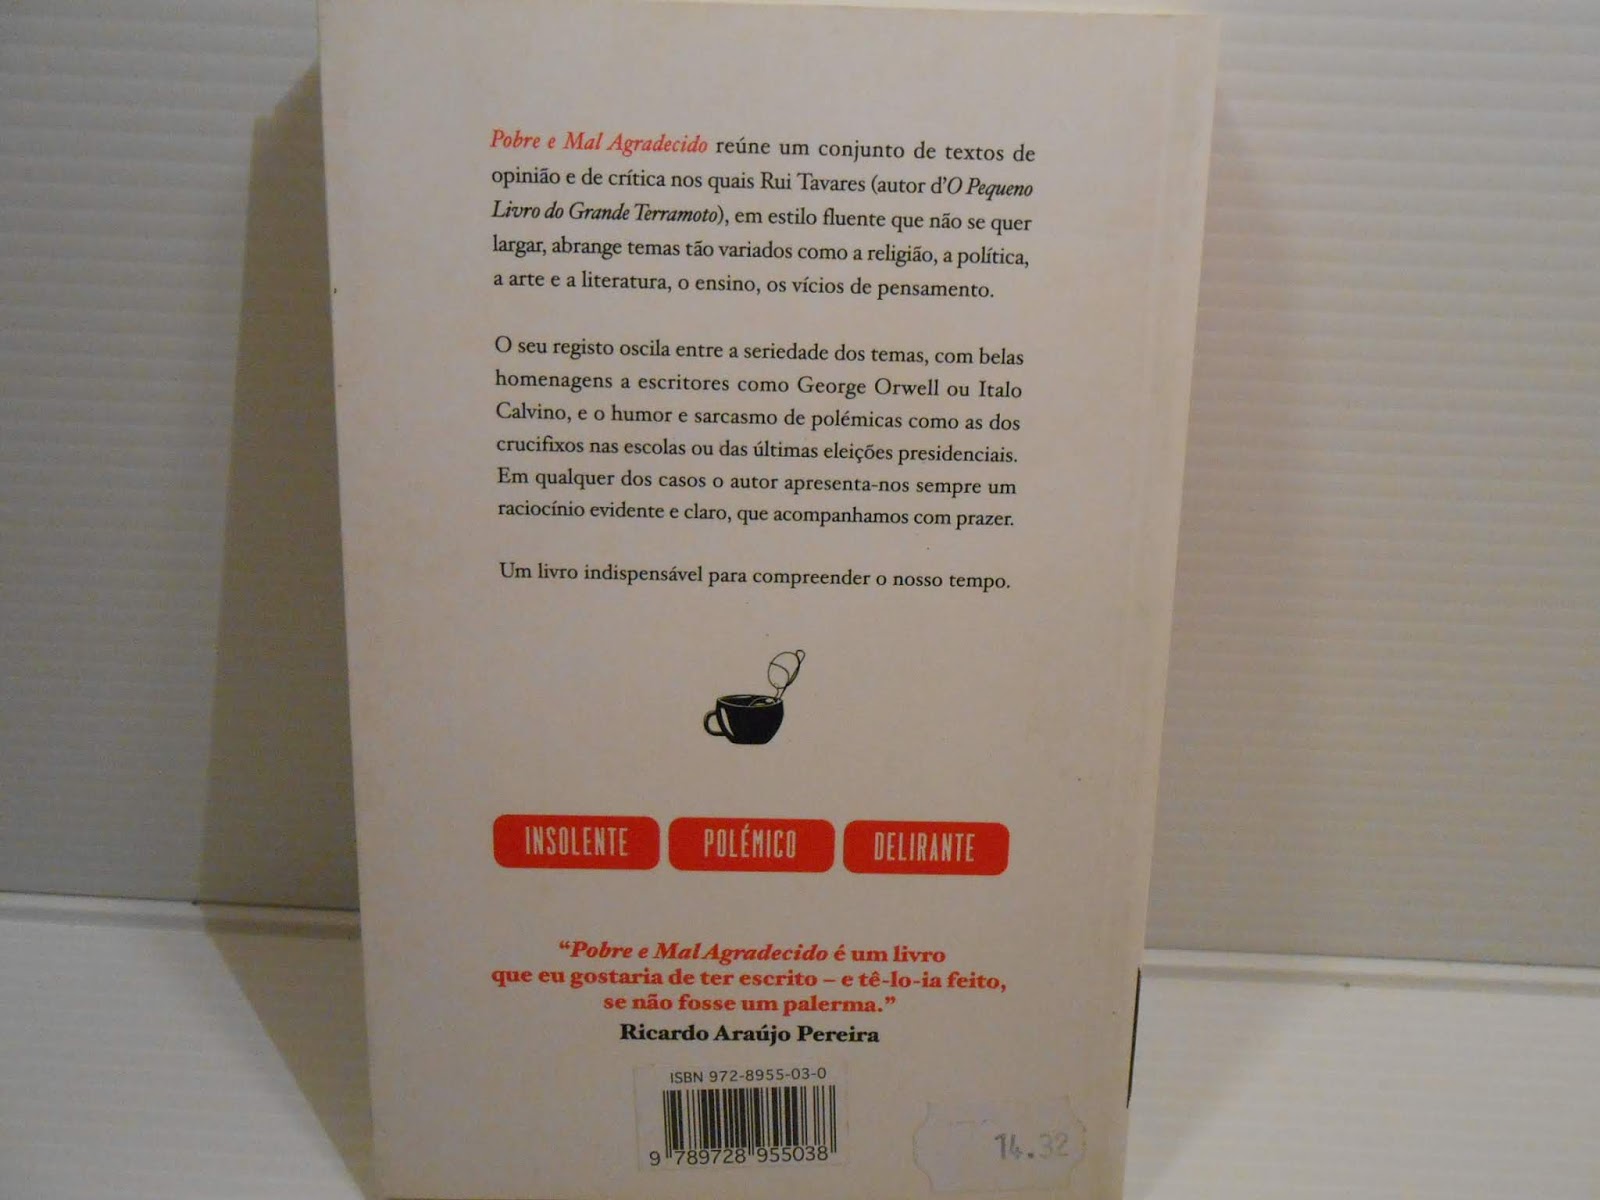 Pobre e Mal Agradecido reúne um conjunto de textos de
opinião e de crítica nos quais Rui Tavares (autor d'O Pequeno
Livro do Grande Terramoto), em estilo fluente que não se quer
largar, abrange temas tão variados como a religião, a política,
a arte e a literatura, o ensino, os vícios de pensamento.
O seu registo oscila entre a seriedade dos temas, com belas
homenagens a escritores como George Orwell ou Italo
Calvino, e o humor e sarcasmo de polémicas como as dos
crucifixos nas escolas ou das últimas eleições presidenciais.
Em qualquer dos casos o autor apresenta-nos sempre um
raciocínio evidente e claro, que acompanhamos com prazer.
Um livro indispensável para compreender o nosso tempo.
INSOLENTE POLÉMICO DELIRANTE
“Pobre e Mal Agradecido é um livro
que eu gostaria de ter escrito – e tê-lo-ia feito,
se não fosse um palerma.”
Ricardo Araújo Pereira
ISBN 972-8955-03-0
9 789728 955038
14.32